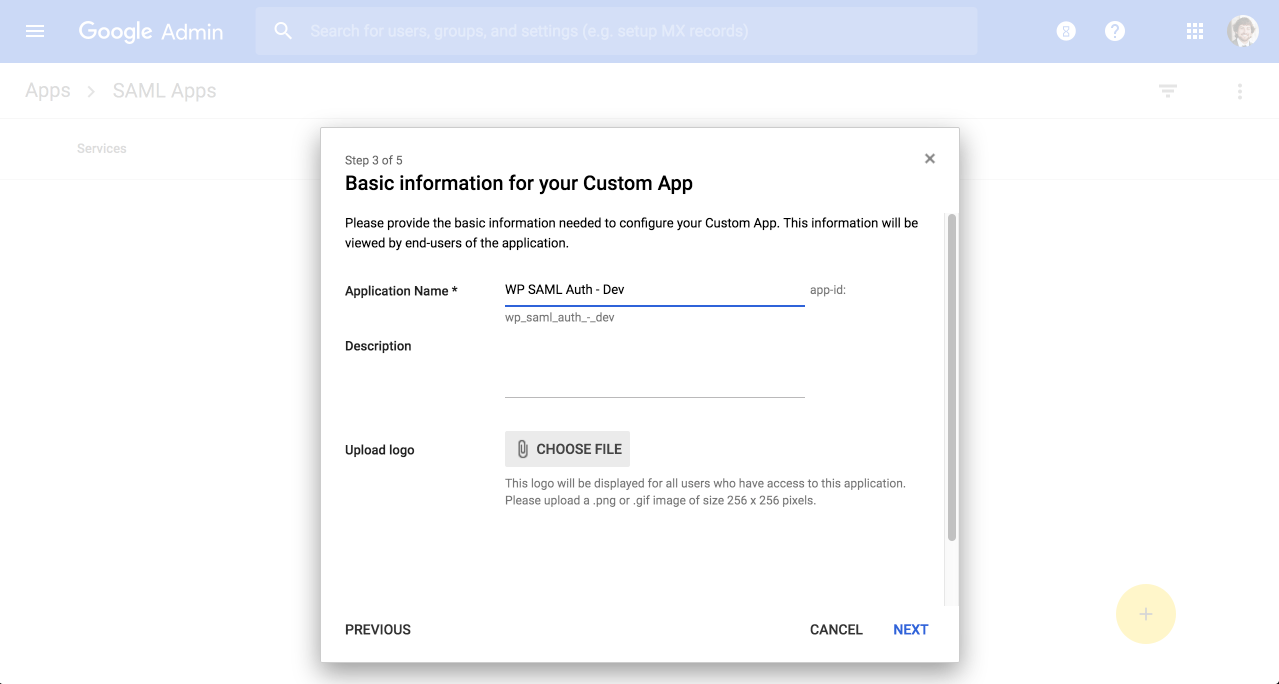 Google Admin
Search for users, groups, and settings (e.g. setup MX records)
8
?
Apps > SAML Apps
Services
Step 3 of 5
×
Basic information for your Custom App
Please provide the basic information needed to configure your Custom App. This information will be
viewed by end-users of the application.
Application Name *
WP SAML Auth - Dev
app-id:
wp_saml_auth_-_dev
Description
Upload logo
CHOOSE FILE
This logo will be displayed for all users who have access to this application.
Please upload a .png or .gif image of size 256 x 256 pixels.
PREVIOUS
CANCEL
NEXT
+